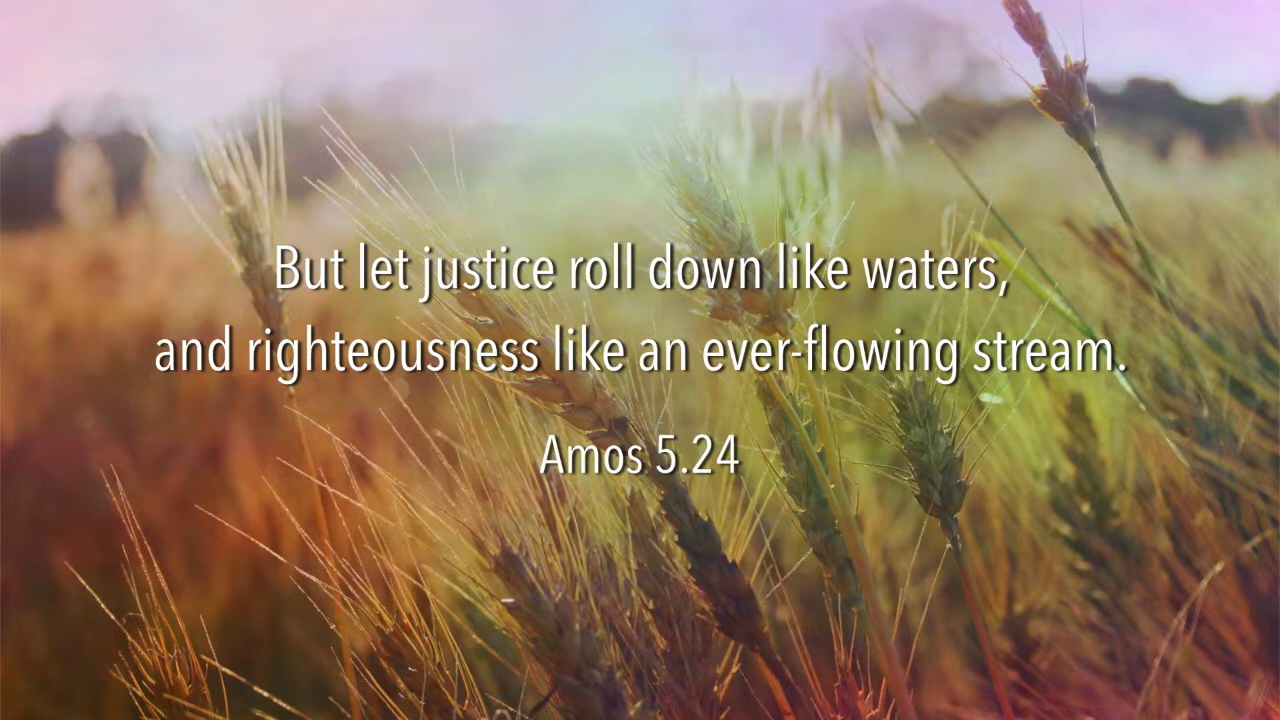 But let justice roll down like waters,
and righteousness like an ever-flowing stream.
Amos 5.24